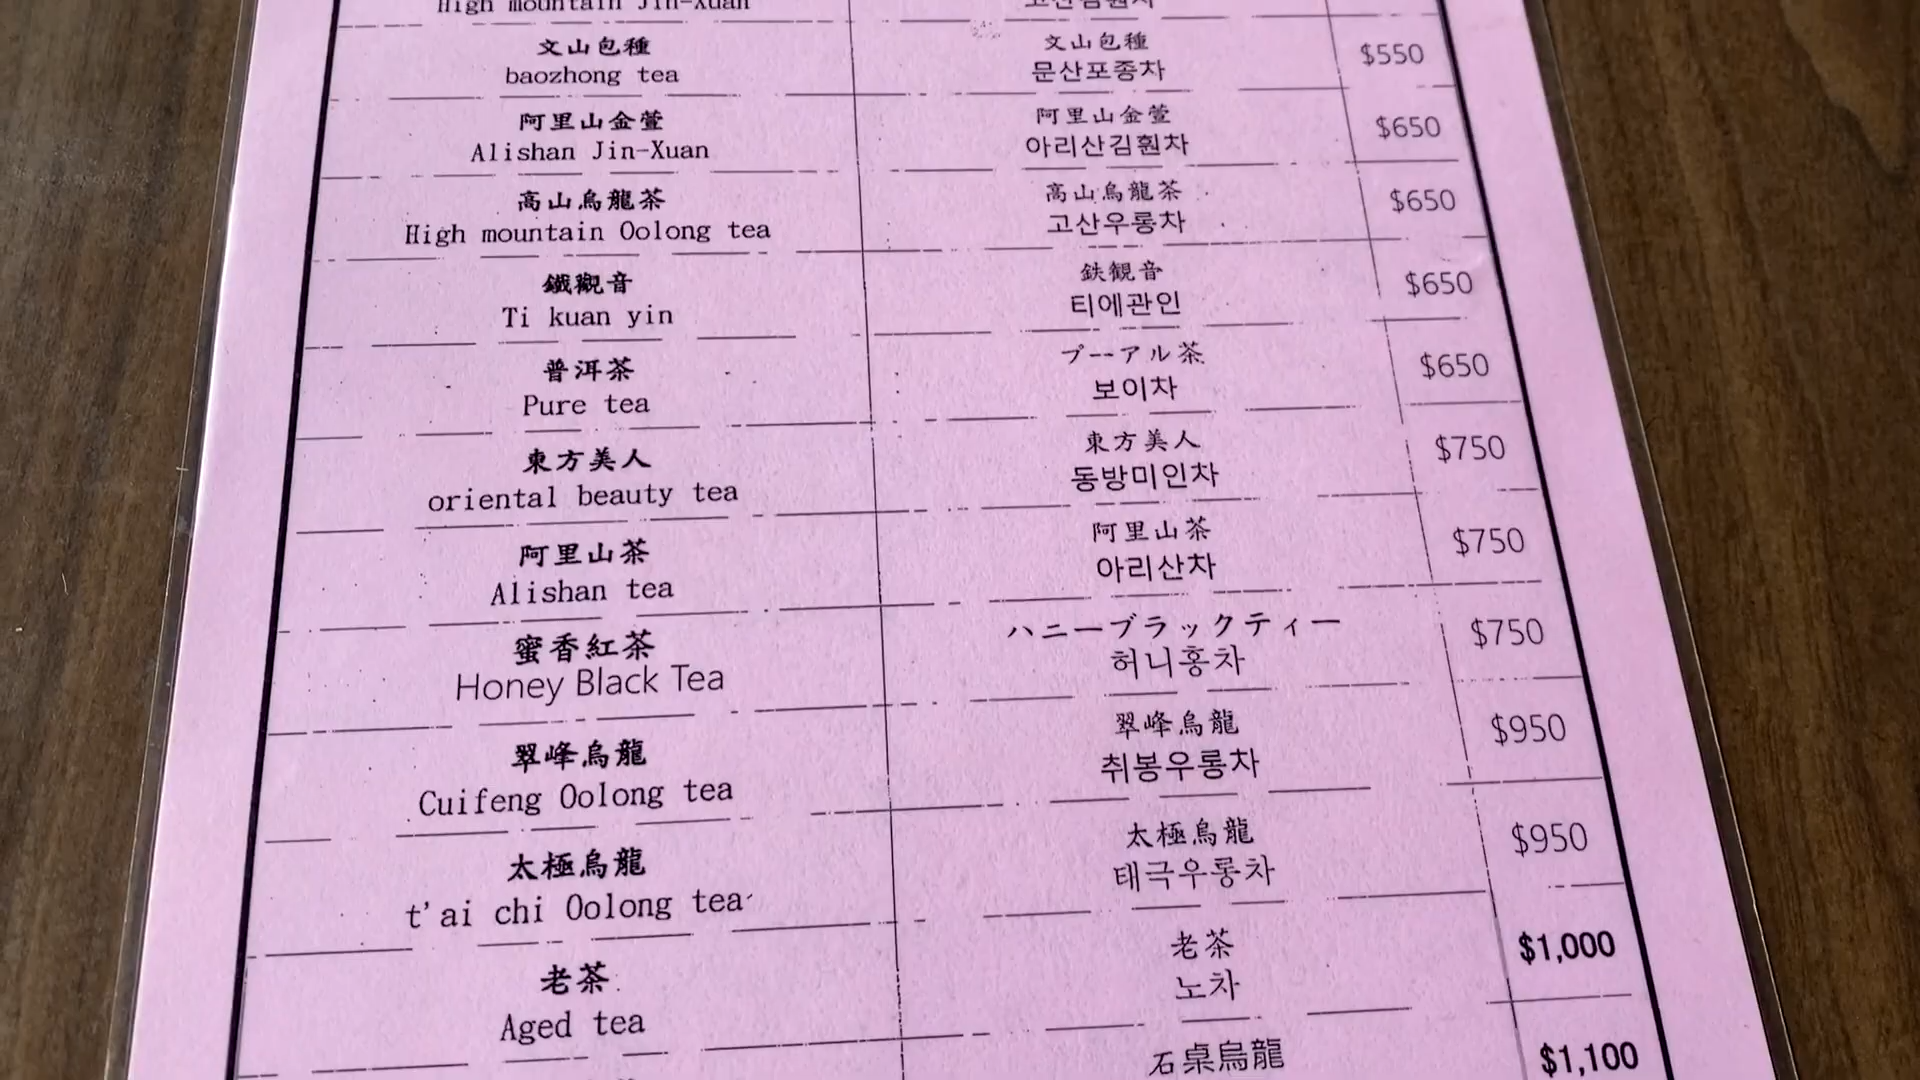 High mountain Jin-Xuan
고산김훤차
文山包種
baozhong tea
文山包種
문산포종차
$550
阿里山金萱
Alishan Jin-Xuan
阿里山金萱
아리산김훤차
$650
高山烏龍茶
High mountain Oolong tea
高山烏龍茶
고산우롱차
$650
鐵觀音
Ti kuan yin
鉄観音
티에관인
$650
普洱茶
Pure tea
プーアル茶
보이차
$650
東方美人
oriental beauty tea
東方美人
동방미인차
$750
阿里山茶
Alishan tea
阿里山茶
아리산차
$750
蜜香紅茶
Honey Black Tea
ハニーブラックティー
허니홍차
$750
翠峰烏龍
Cuifeng Oolong tea
翠峰烏龍
취봉우롱차
$950
太極烏龍
t'ai chi Oolong tea
太極烏龍
태극우롱차
$950
老茶
Aged tea
老茶
노차
$1,000
石桌烏龍
$1,100